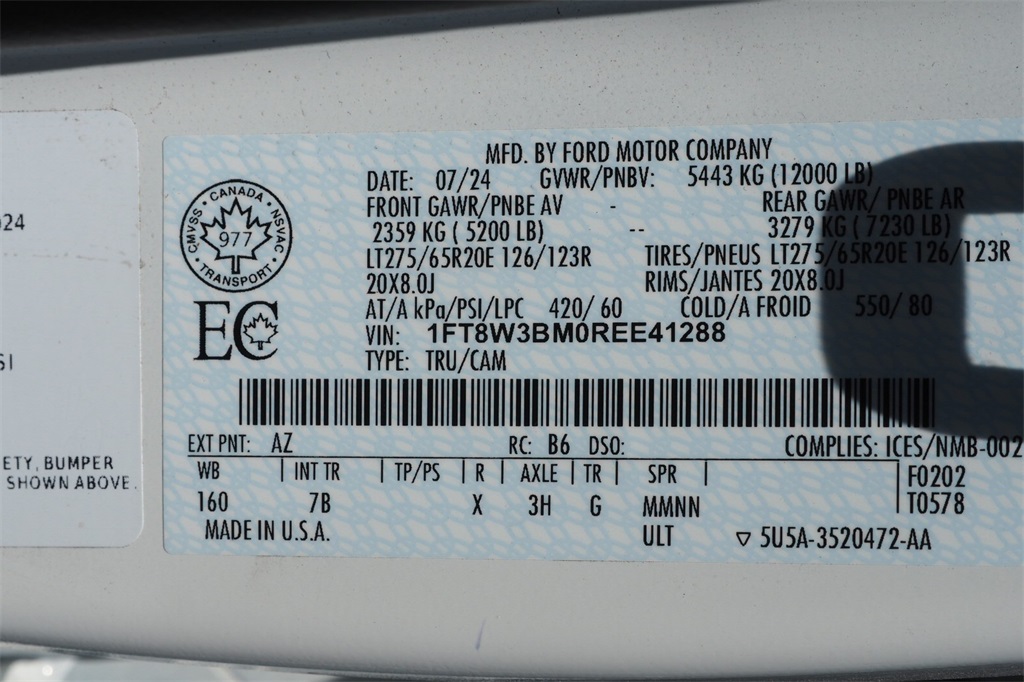 024
SI
ETY, BUMPER
SHOWN ABOVE.
MFD. BY FORD MOTOR COMPANY
DATE: 07/24 GVWR/PNBV: 5443 KG (12000 LB)
FRONT GAWR/PNBE AV - REAR GAWR/ PNBE AR
2359 KG ( 5200 LB) -- 3279 KG ( 7230 LB)
LT275/65R20E 126/123R TIRES/PNEUS LT275/65R20E 126/123R
20X8.0J RIMS/JANTES 20X8.0J
AT/A kPa/PSI/LPC 420/ 60 COLD/A FROID 550/ 80
VIN: 1FT8W3BM0REE41288
TYPE: TRU/CAM
CANADA
CMVSS • NSVAC
977
TRANSPORT
EC
EXT PNT: AZ RC: B6 DSO: COMPLIES: ICES/NMB-002
WB | INT TR | TP/PS | R | AXLE | TR | SPR | F0202
160 7B X 3H G MMNN T0578
MADE IN U.S.A. ULT ▽ 5U5A-3520472-AA